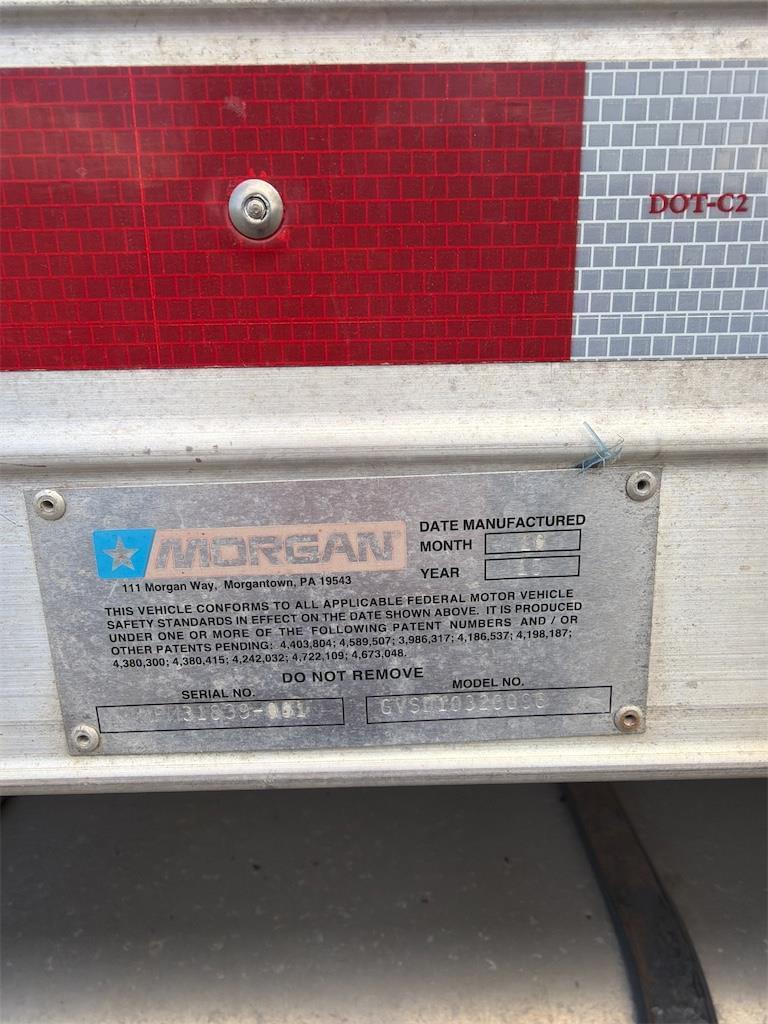 DOT-C2
MORGAN
111 Morgan Way, Morgantown, PA 19543
DATE MANUFACTURED
MONTH
YEAR
THIS VEHICLE CONFORMS TO ALL APPLICABLE FEDERAL MOTOR VEHICLE
SAFETY STANDARDS IN EFFECT ON THE DATE SHOWN ABOVE. IT IS PRODUCED
UNDER ONE OR MORE OF THE FOLLOWING PATENT NUMBERS AND / OR
OTHER PATENTS PENDING: 4,403,804; 4,589,507; 3,986,317; 4,186,537; 4,198,187;
4,380,300; 4,380,415; 4,242,032; 4,722,109; 4,673,048.
DO NOT REMOVE
SERIAL NO.
MODEL NO.